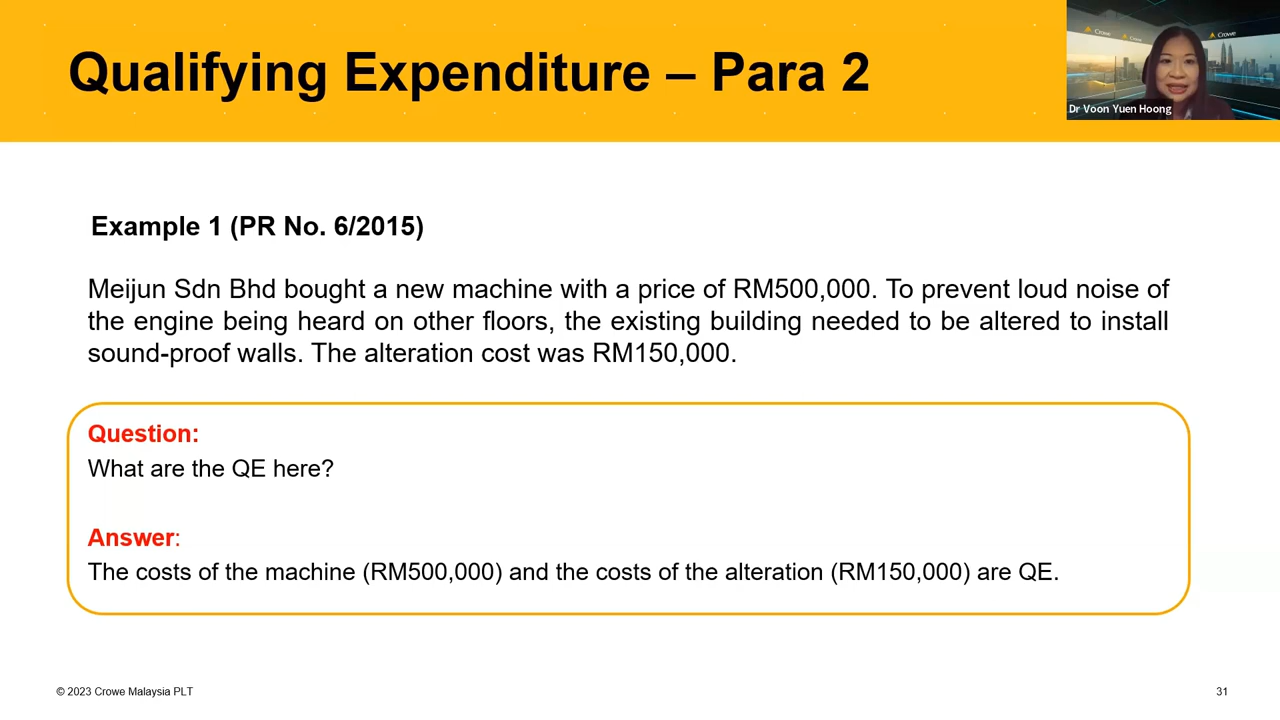 Qualifying Expenditure – Para 2
Crowe
Crowe
Crowe
Dr Voon Yuen Hoong
Example 1 (PR No. 6/2015)
Meijun Sdn Bhd bought a new machine with a price of RM500,000. To prevent loud noise of
the engine being heard on other floors, the existing building needed to be altered to install
sound-proof walls. The alteration cost was RM150,000.
Question:
What are the QE here?
Answer:
The costs of the machine (RM500,000) and the costs of the alteration (RM150,000) are QE.
© 2023 Crowe Malaysia PLT
31